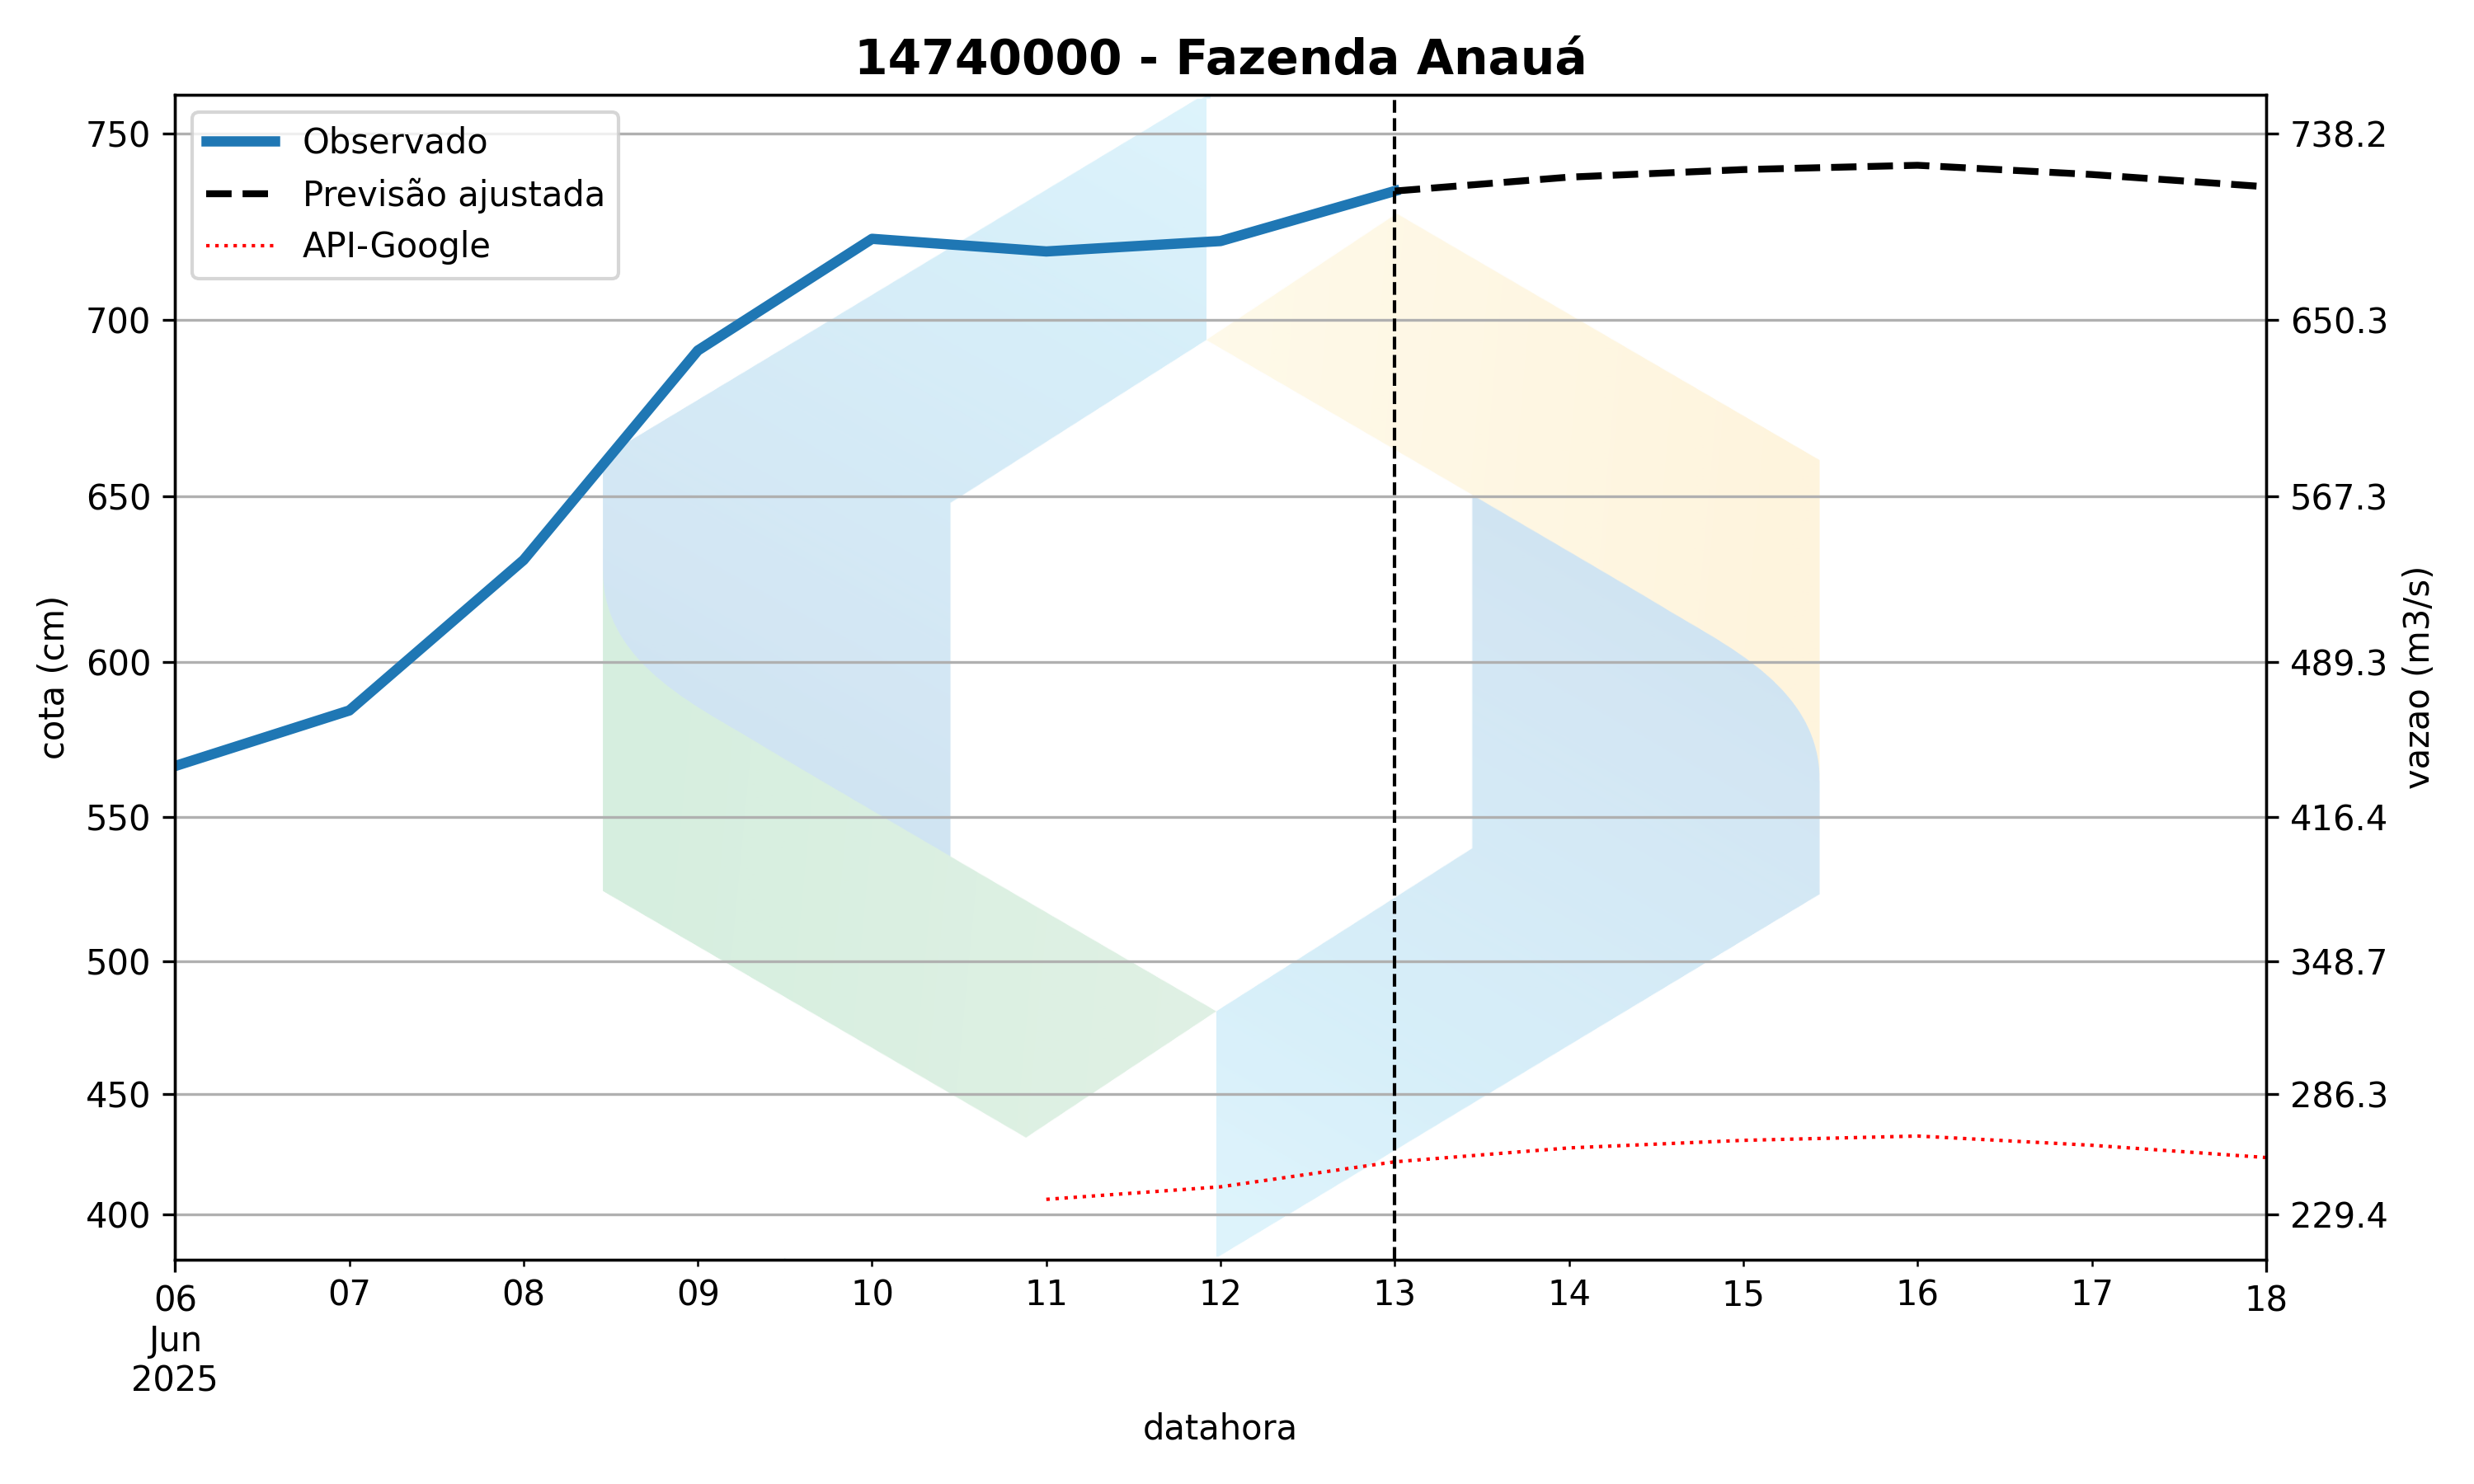 14740000 - Fazenda Anauá
Observado
Previsão ajustada
API-Google
cota (cm)
750
700
650
600
550
500
450
400
738.2
650.3
567.3
489.3
416.4
348.7
286.3
229.4
vazao (m3/s)
06 07 08 09 10 11 12 13 14 15 16 17 18
Jun
2025
datahora